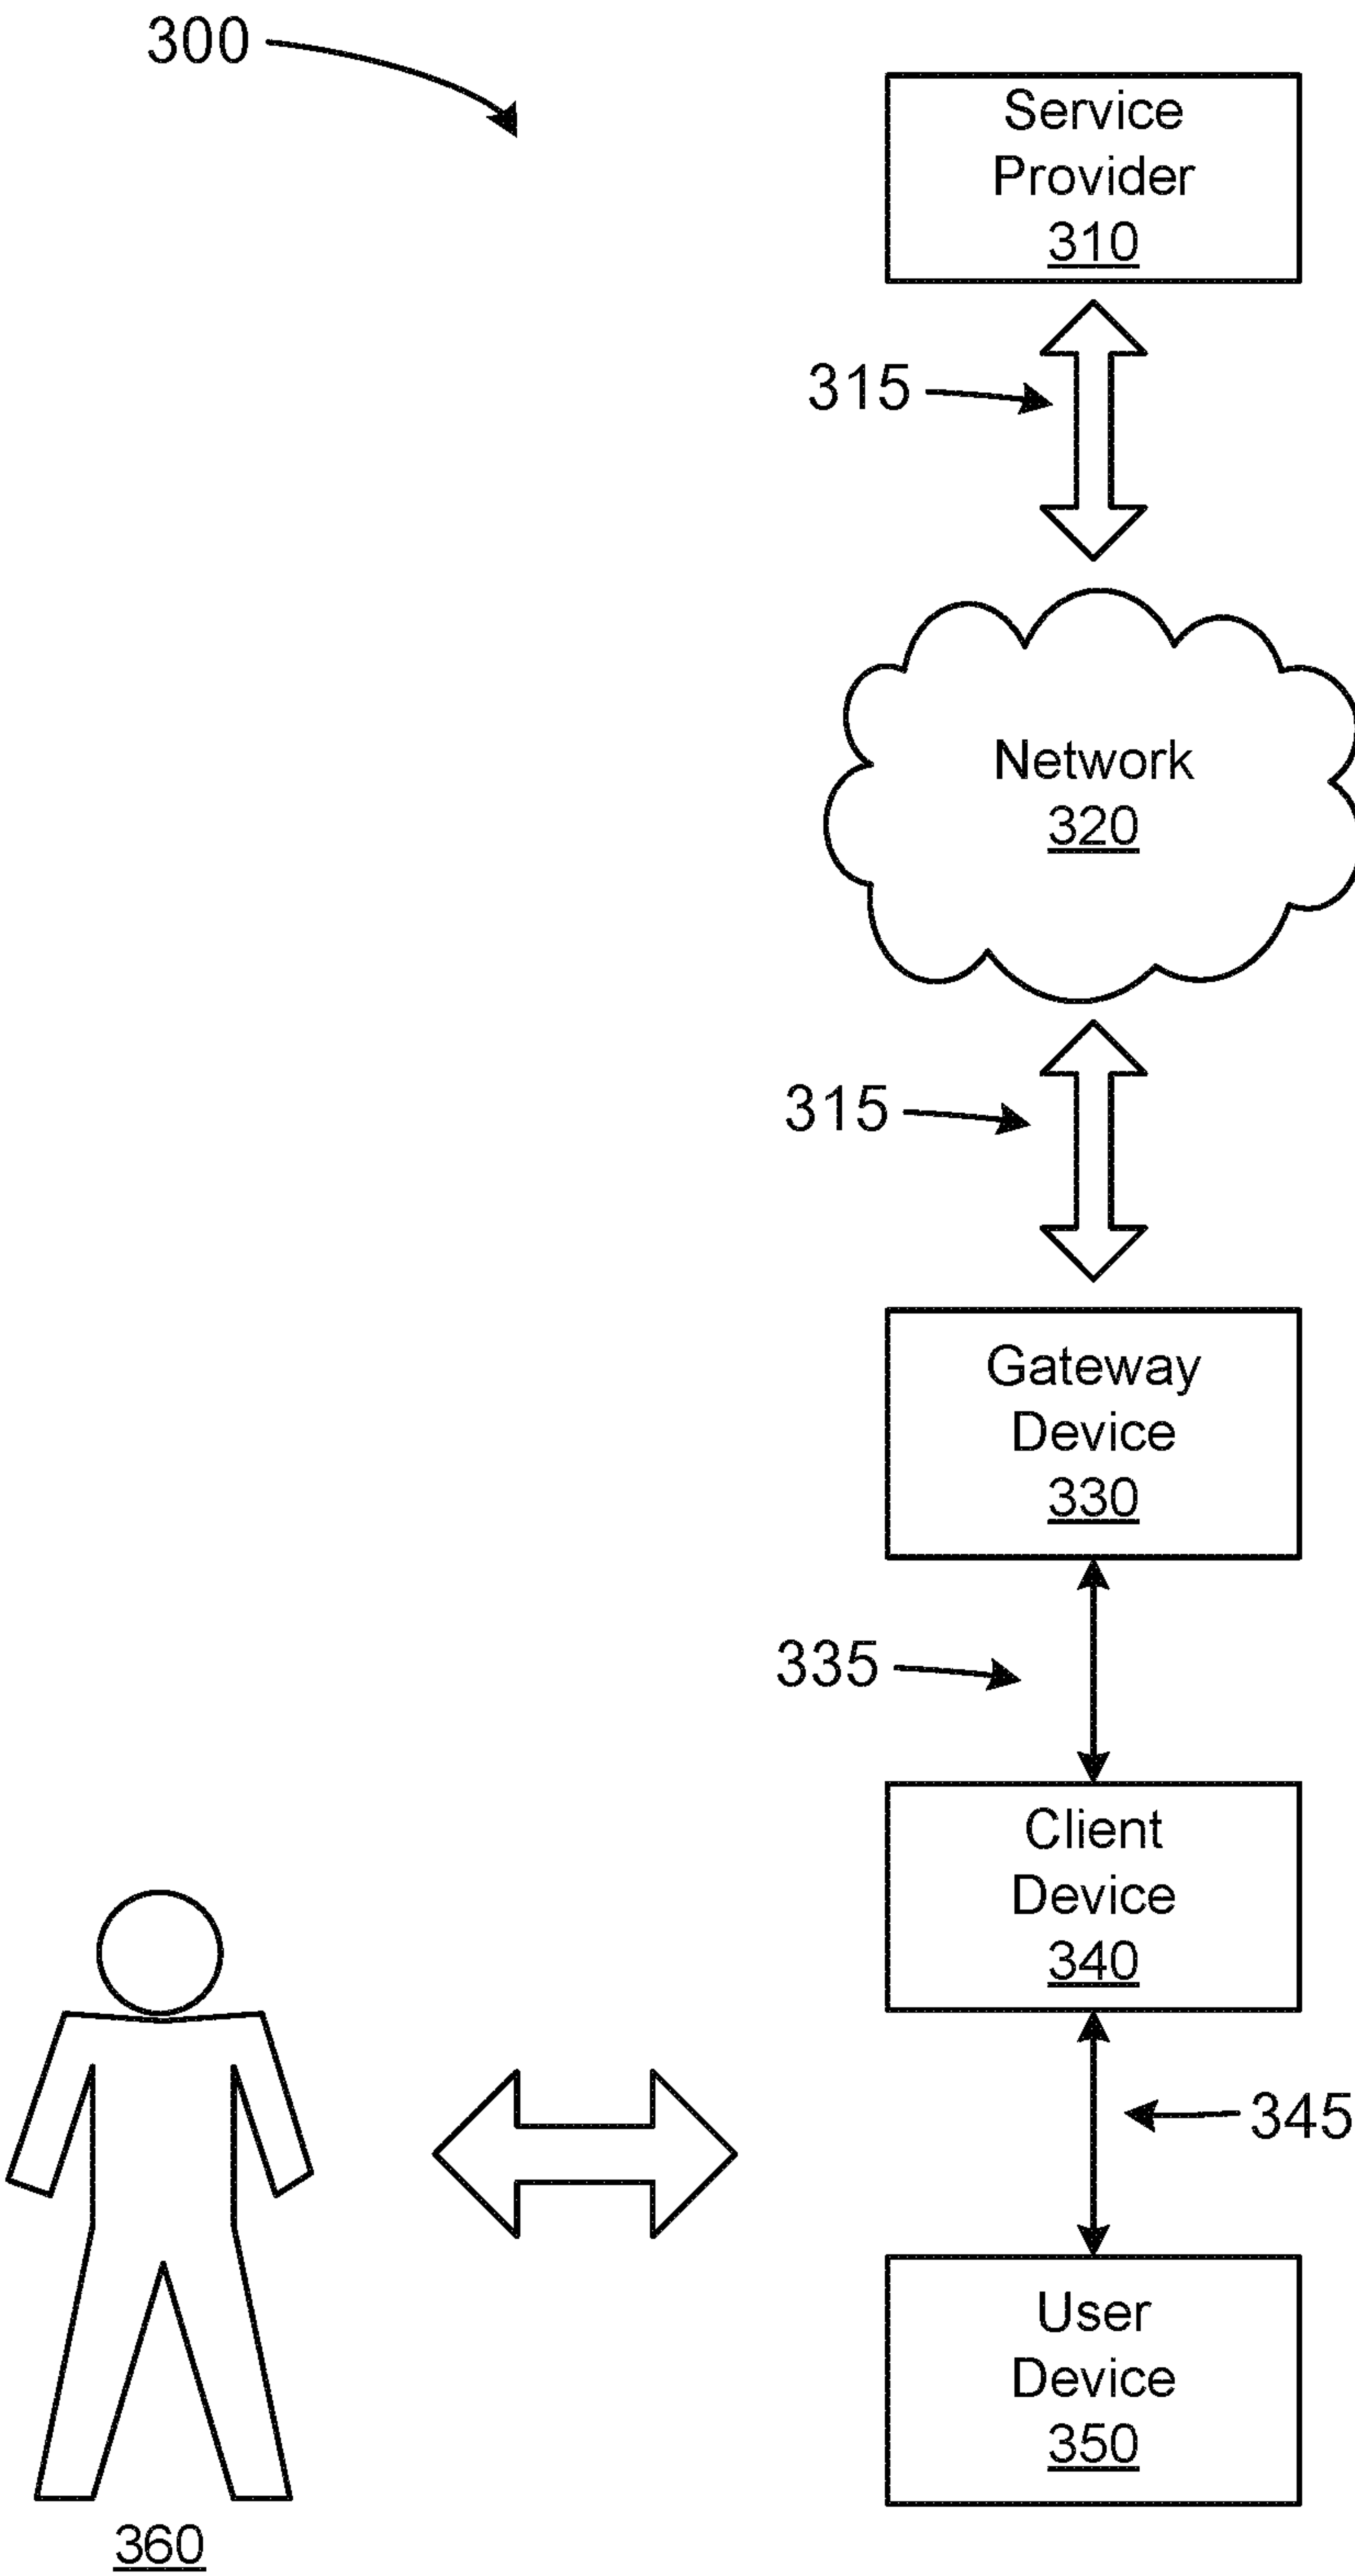 300
Service
Provider
310
315
Network
320
315
Gateway
Device
330
335
Client
Device
340
345
User
Device
350
360